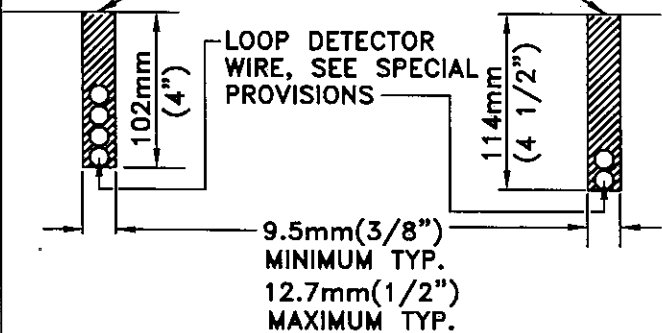 LOOP DETECTOR
WIRE, SEE SPECIAL
PROVISIONS
102mm
(4")
114mm
(4 1/2")
9.5mm(3/8")
MINIMUM TYP.
12.7mm(1/2")
MAXIMUM TYP.